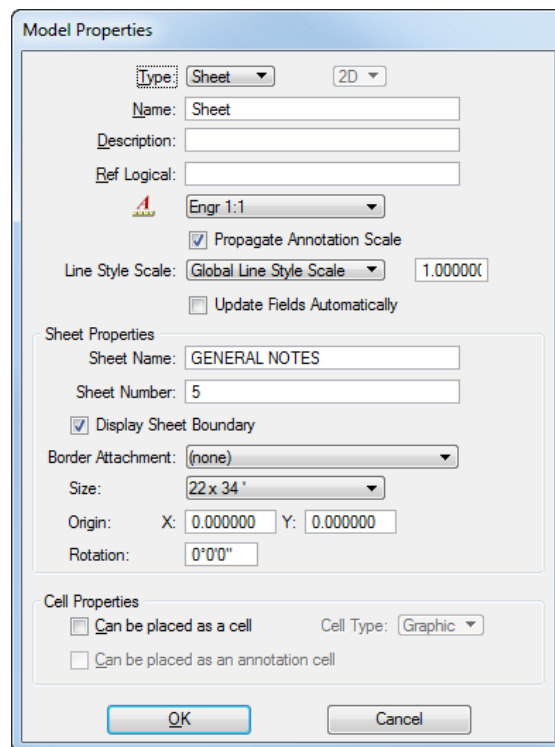 Model Properties
Type: Sheet 2D
Name: Sheet
Description:
Ref Logical:
A Engr 1:1
Propagate Annotation Scale
Line Style Scale: Global Line Style Scale 1.00000(
Update Fields Automatically
Sheet Properties
Sheet Name: GENERAL NOTES
Sheet Number: 5
Display Sheet Boundary
Border Attachment: (none)
Size: 22 x 34 '
Origin: X: 0.000000 Y: 0.000000
Rotation: 0°0'0"
Cell Properties
Can be placed as a cell Cell Type: Graphic
Can be placed as an annotation cell
OK Cancel